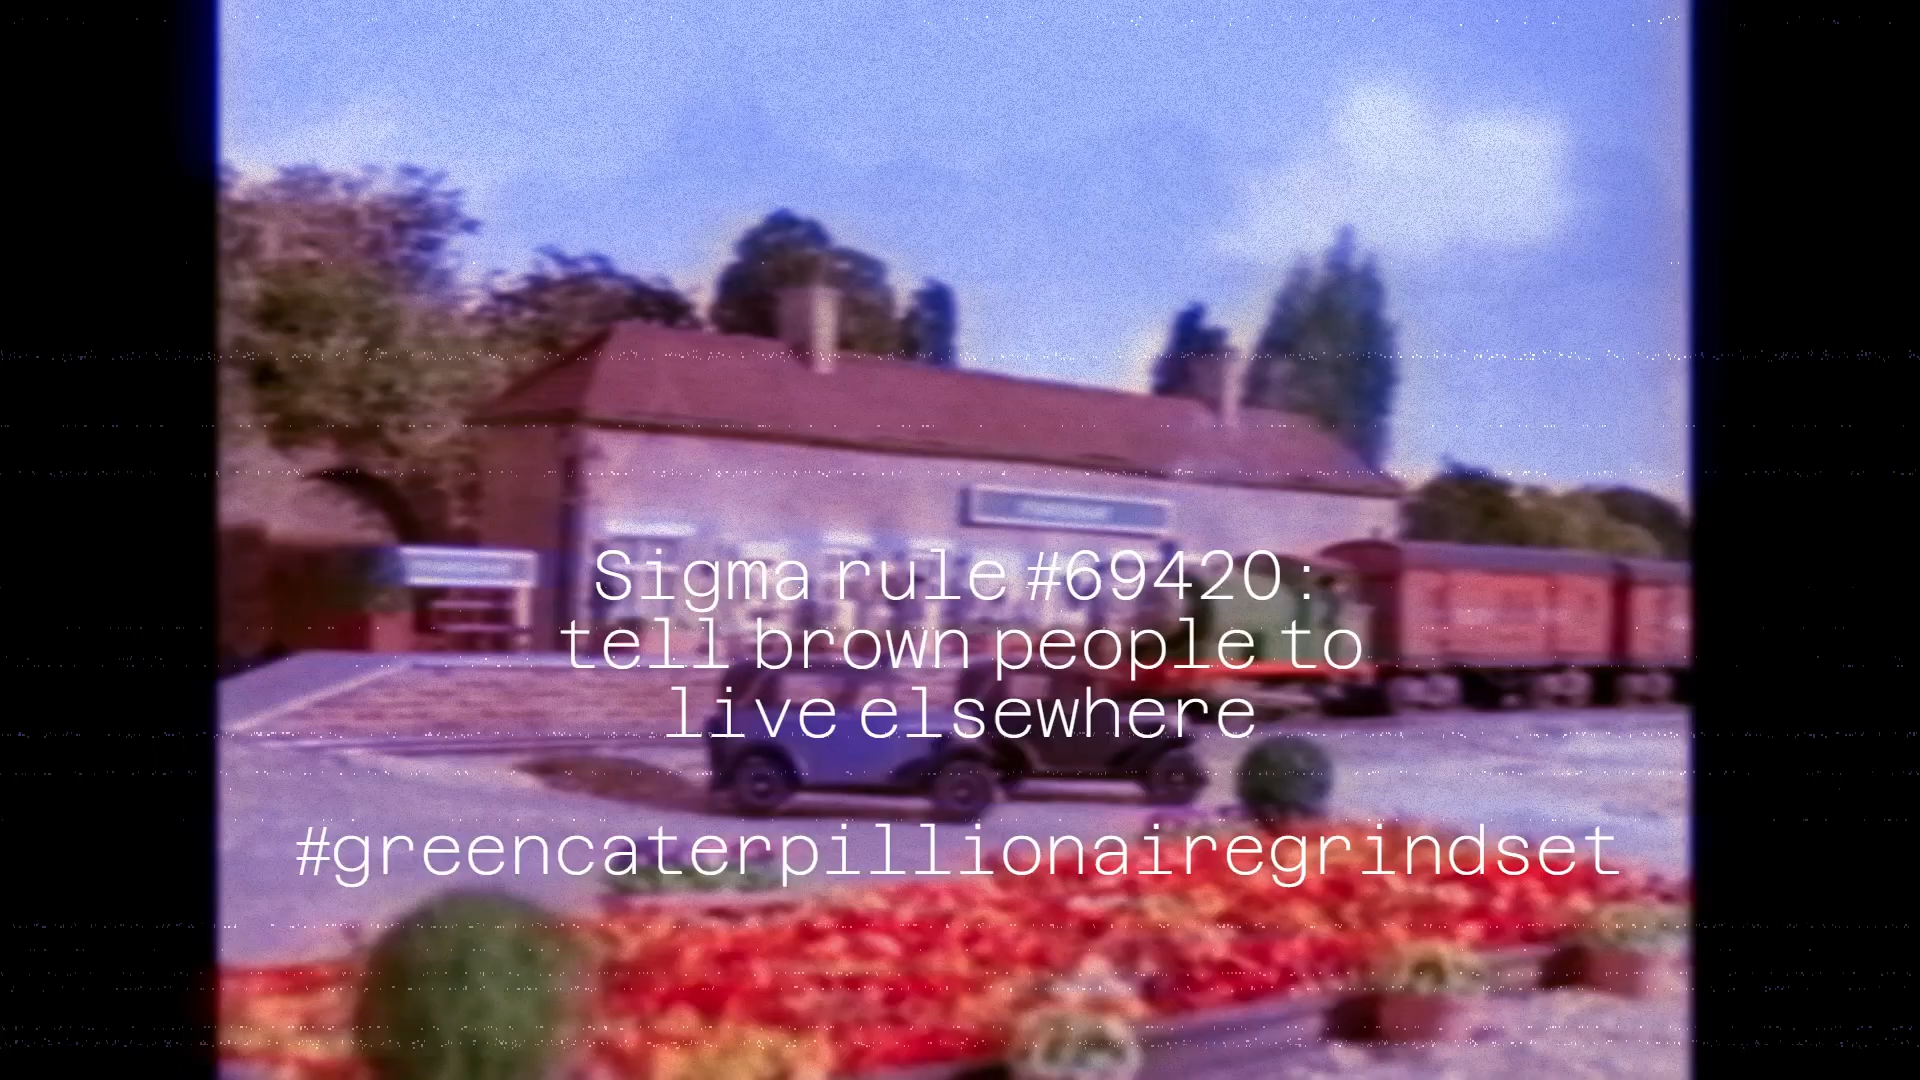 Sigma rule #69420:
tell brown people to
live elsewhere
#greencaterpillionairegrindset